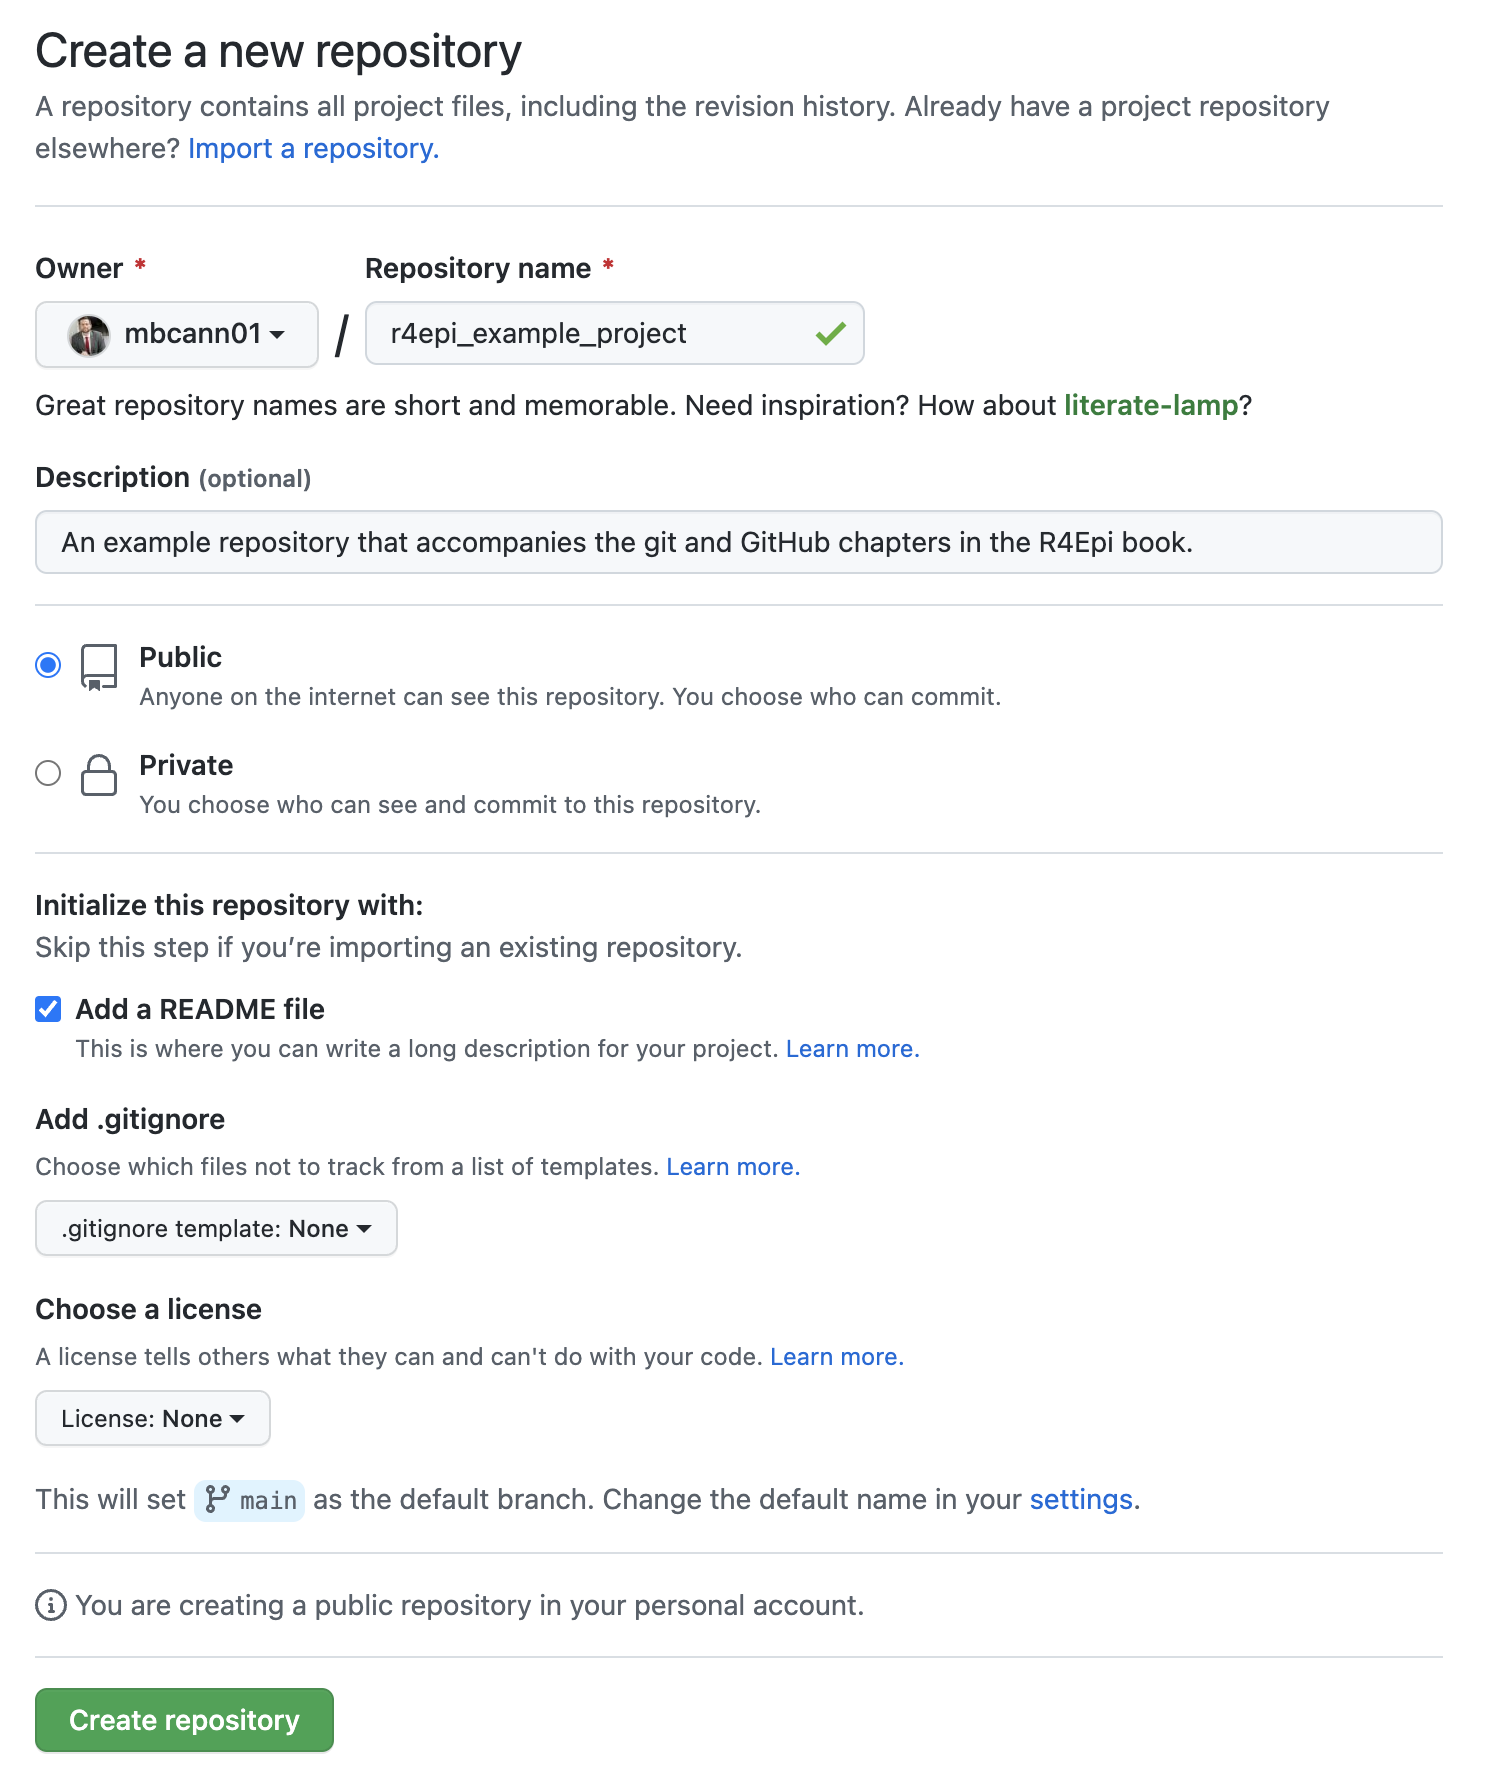 Create a new repository
A repository contains all project files, including the revision history. Already have a project repository
elsewhere? Import a repository.
Owner * Repository name *
mbcann01 / r4epi_example_project
Great repository names are short and memorable. Need inspiration? How about literate-lamp?
Description (optional)
An example repository that accompanies the git and GitHub chapters in the R4Epi book.
Public
Anyone on the internet can see this repository. You choose who can commit.
Private
You choose who can see and commit to this repository.
Initialize this repository with:
Skip this step if you’re importing an existing repository.
Add a README file
This is where you can write a long description for your project. Learn more.
Add .gitignore
Choose which files not to track from a list of templates. Learn more.
.gitignore template: None
Choose a license
A license tells others what they can and can't do with your code. Learn more.
License: None
This will set main as the default branch. Change the default name in your settings.
You are creating a public repository in your personal account.
Create repository